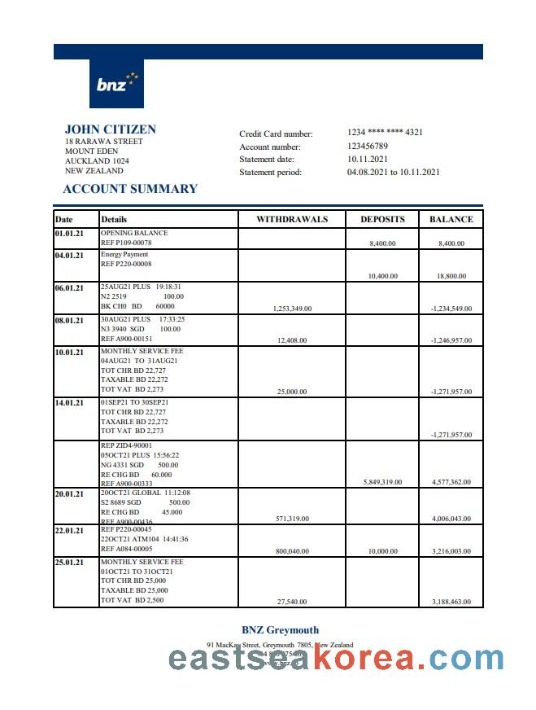 bnz
JOHN CITIZEN
18 RARAWA STREET
MOUNT EDEN
AUCKLAND 1024
NEW ZEALAND
Credit Card number: 1234 **** **** 4321
Account number: 123456789
Statement date: 10.11.2021
Statement period: 04.08.2021 to 10.11.2021
ACCOUNT SUMMARY
Date Details WITHDRAWALS DEPOSITS BALANCE
01.01.21 OPENING BALANCE
REF P109-00078 8,400.00 8,400.00
04.01.21 Energy Payment
REF P220-00008
10,400.00 18,800.00
06.01.21 25AUG21 PLUS 19:18:31
N2 2519 100.00
BK CH0 BD 60000 1,253,349.00 -1,234,549.00
08.01.21 30AUG21 PLUS 17:33:25
N3 3940 SGD 100.00
REF A900-00151 12,408.00 -1,246,957.00
10.01.21 MONTHLY SERVICE FEE
04AUG21 TO 31AUG21
TOT CHR BD 22,727
TAXABLE BD 22,272
TOT VAT BD 2,273 25,000.00 -1,271,957.00
14.01.21 01SEP21 TO 30SEP21
TOT CHR BD 22,727
TAXABLE BD 22,272
TOT VAT BD 2,273
-1,271,957.00
REP ZID4-90001
05OCT21 PLUS 15:56:22
NG 4331 SGD 500.00
RE CHG BD 60.000
REF A900-00333 5,849,319.00 4,577,362.00
20.01.21 20OCT21 GLOBAL 11:12:08
S2 8689 SGD 500.00
RE CHG BD 45.000
REF A900-00436 571,319.00 4,006,043.00
22.01.21 REF P220-00045
22OCT21 ATM104 14:41:36
REF A084-00005 800,040.00 10,000.00 3,216,003.00
25.01.21 MONTHLY SERVICE FEE
01OCT21 TO 31OCT21
TOT CHR BD 25,000
TAXABLE BD 25,000
TOT VAT BD 2,500 27,540.00 3,188,463.00
BNZ Greymouth
91 MacKay Street, Greymouth 7805, New Zealand
eastseakorea.com